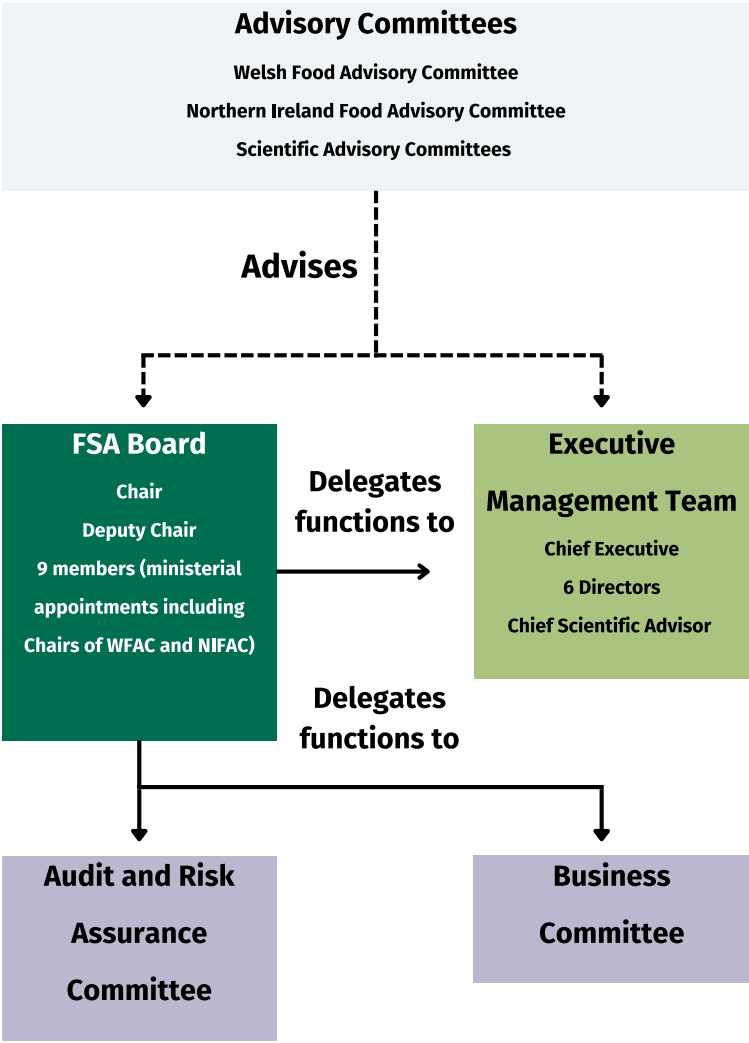 Advisory Committees
Welsh Food Advisory Committee
Northern Ireland Food Advisory Committee
Scientific Advisory Committees
Advises
FSA Board
Chair
Deputy Chair
9 members (ministerial
appointments including
Chairs of WFAC and NIFAC)
Delegates
functions to
Executive
Management Team
Chief Executive
6 Directors
Chief Scientific Advisor
Delegates
functions to
Audit and Risk
Assurance
Committee
Business
Committee